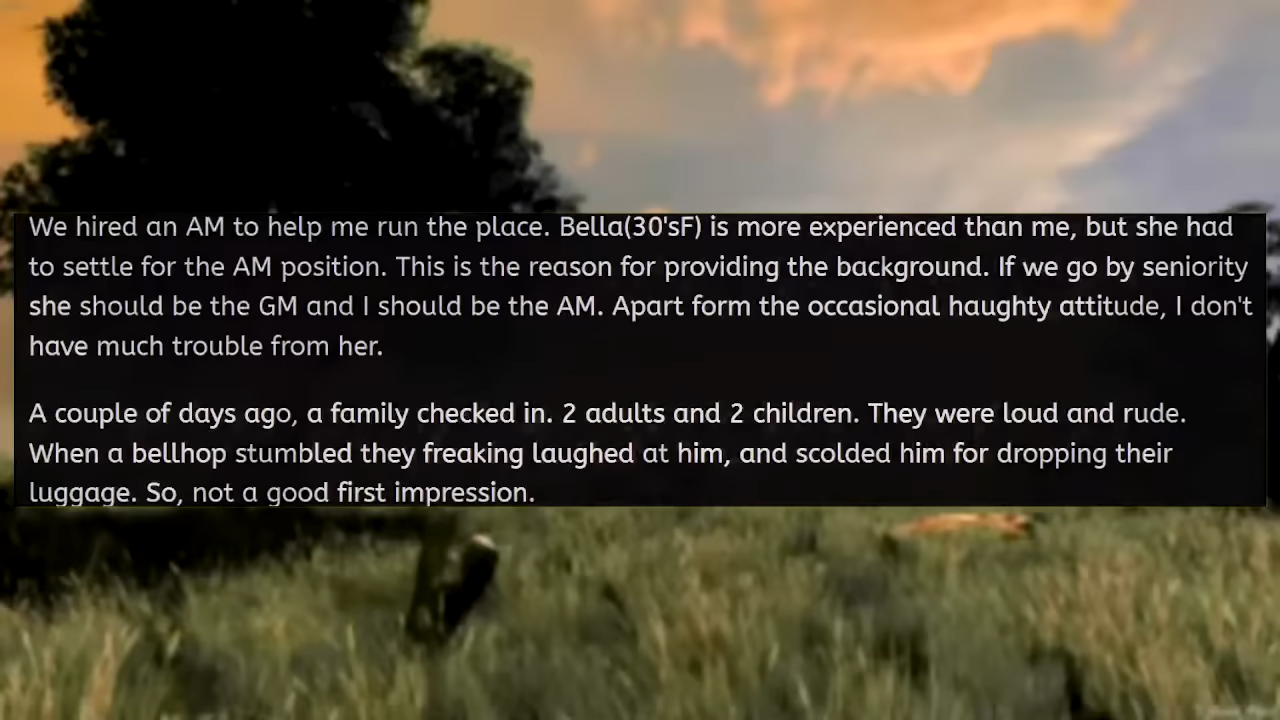 We hired an AM to help me run the place. Bella(30'sF) is more experienced than me, but she had
to settle for the AM position. This is the reason for providing the background. If we go by seniority
she should be the GM and I should be the AM. Apart form the occasional haughty attitude, I don't
have much trouble from her.
A couple of days ago, a family checked in. 2 adults and 2 children. They were loud and rude.
When a bellhop stumbled they freaking laughed at him, and scolded him for dropping their
luggage. So, not a good first impression.